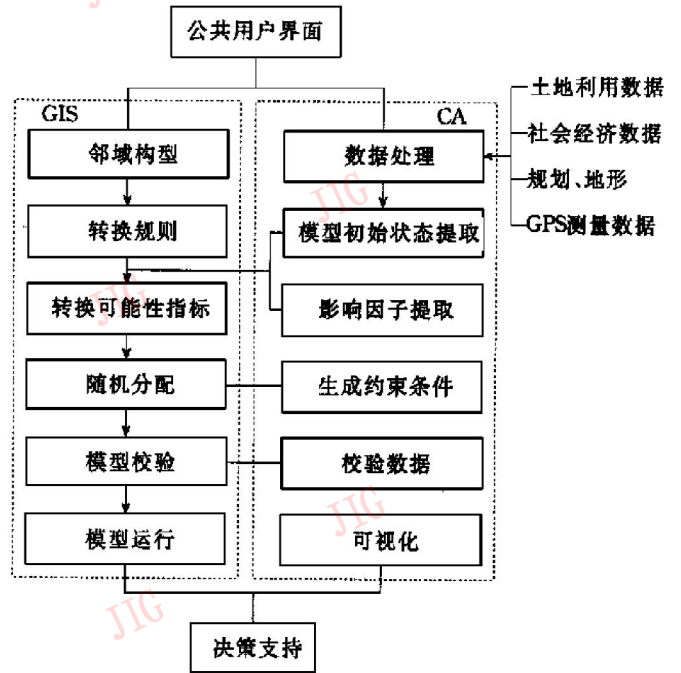 公共用户界面
GIS
邻域构型
转换规则
转换可能性指标
随机分配
模型校验
模型运行
CA
数据处理
模型初始状态提取
影响因子提取
生成约束条件
校验数据
可视化
土地利用数据
社会经济数据
规划、地形
GPS测量数据
决策支持
JIG
JIG
JIG
JIG